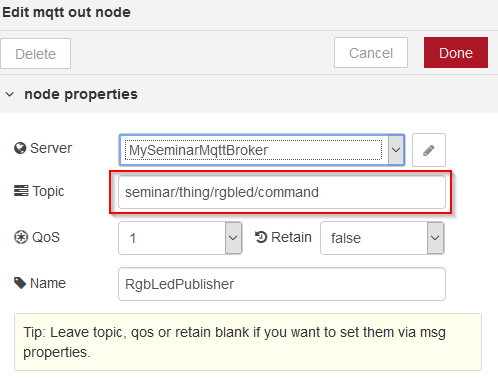 Edit mqtt out node
Delete
Cancel
Done
node properties
Server
MySeminarMqttBroker
Topic
seminar/thing/rgbled/command
QoS
1
Retain
false
Name
RgbLedPublisher
Tip: Leave topic, qos or retain blank if you want to set them via msg
properties.